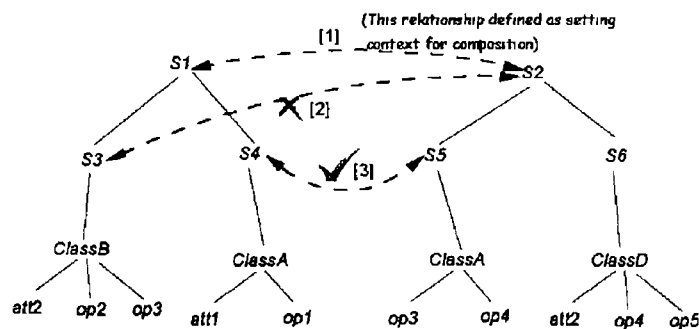 (This relationship defined as setting
[1] context for composition)
S1 S2
[2]
S3 S4 [3] S5 S6
ClassB ClassA ClassA ClassD
att2 op2 op3 att1 op1 op3 op4 att2 op4 op5